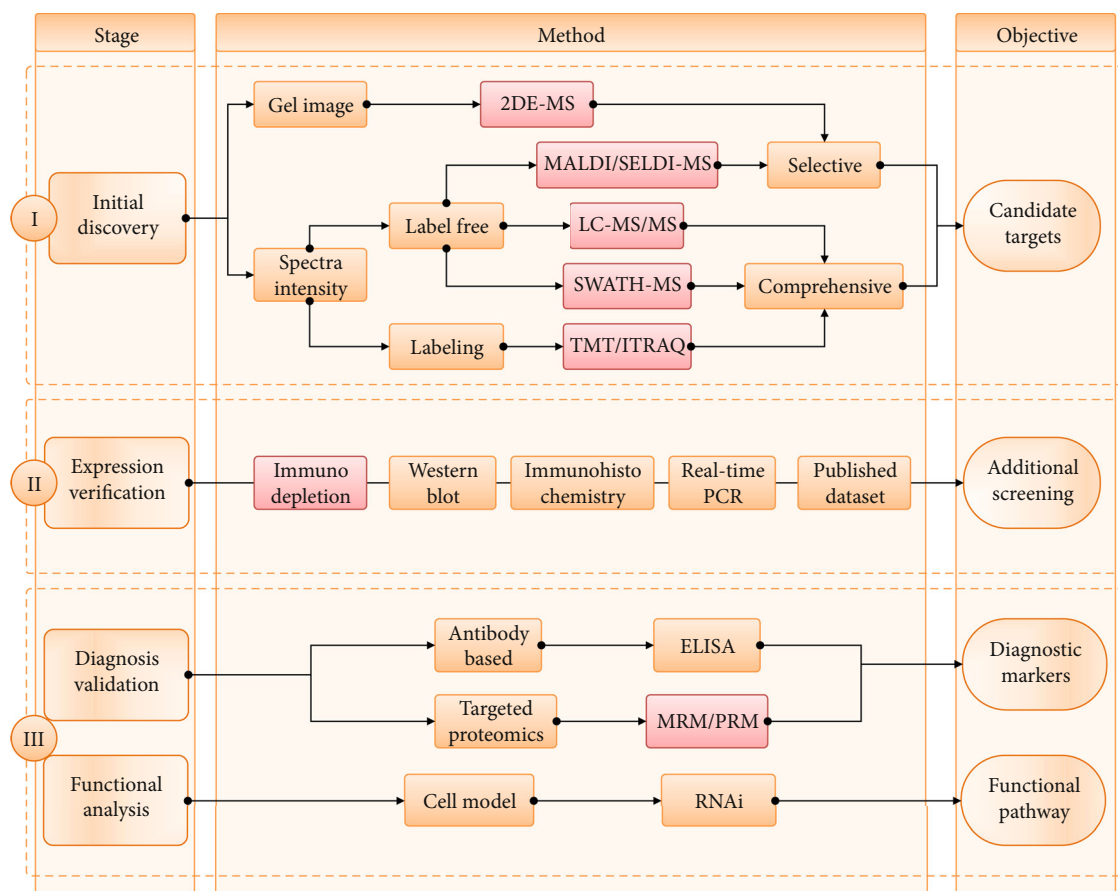 Stage
Method
Objective
I
Initial
discovery
Gel image
2DE-MS
MALDI/SELDI-MS
Selective
Label free
LC-MS/MS
Spectra
intensity
SWATH-MS
Comprehensive
Labeling
TMT/ITRAQ
Candidate
targets
II
Expression
verification
Immuno
depletion
Western
blot
Immunohisto
chemistry
Real-time
PCR
Published
dataset
Additional
screening
III
Diagnosis
validation
Antibody
based
ELISA
Targeted
proteomics
MRM/PRM
Diagnostic
markers
Functional
analysis
Cell model
RNAi
Functional
pathway